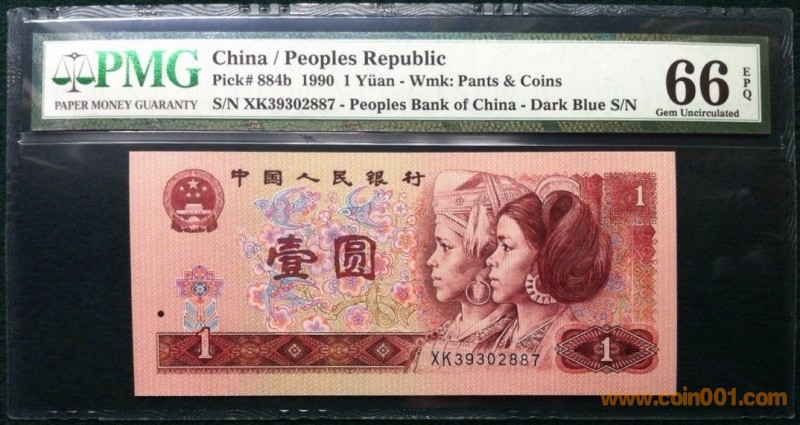 PMG
PAPER MONEY GUARANTY
China / Peoples Republic
Pick# 884b 1990 1 Yüan - Wmk: Pants & Coins
S/N XK39302887 - Peoples Bank of China - Dark Blue S/N
66 EPQ
Gem Uncirculated
中国人民银行
1
壹圆
1
XK39302887
1
www.coin001.com